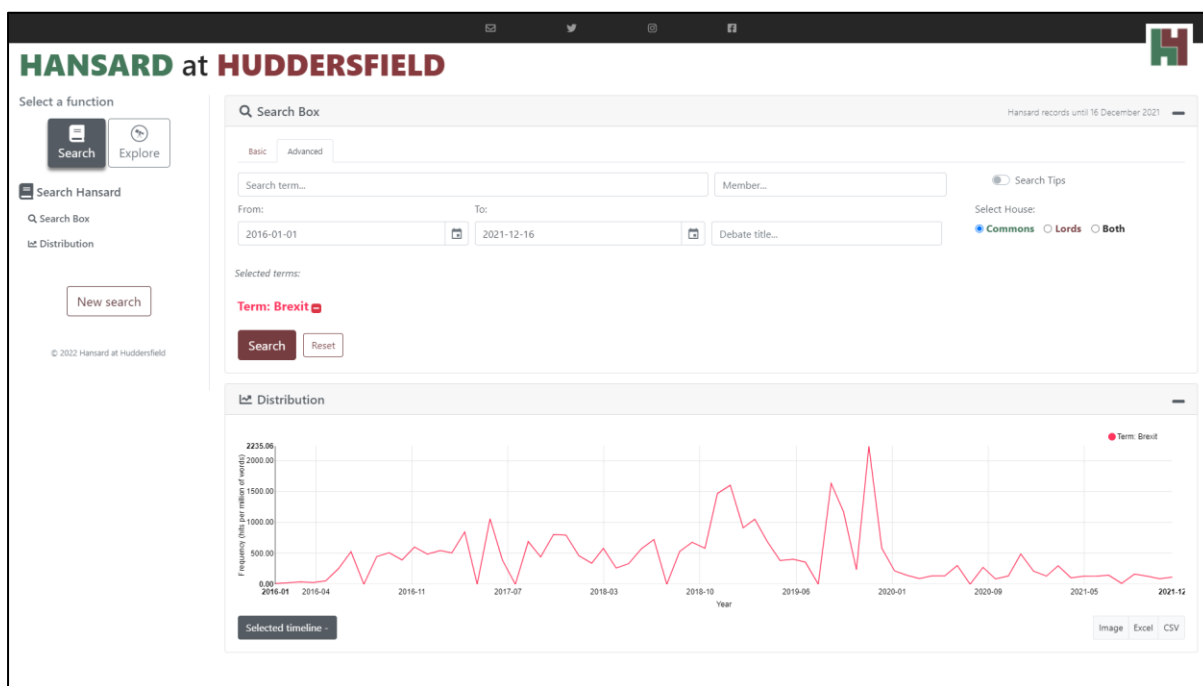 HANSARD at HUDDERSFIELD
Select a function
Search
Explore
Search Hansard
Search Box
Distribution
New search
© 2022 Hansard at Huddersfield
Search Box
Hansard records until 16 December 2021
Basic
Advanced
Search term...
Member...
Search Tips
From:
To:
Select House:
2016-01-01
2021-12-16
Debate title...
Commons Lords Both
Selected terms:
Term: Brexit
Search
Reset
Distribution
Term: Brexit
Frequency (hits per million of words)
2235.06
2000.00
1500.00
1000.00
500.00
0.00
2016-01 2016-04 2016-11 2017-07 2018-03 2018-10 2019-06 2020-01 2020-09 2021-05 2021-12
Year
Selected timeline -
Image Excel CSV